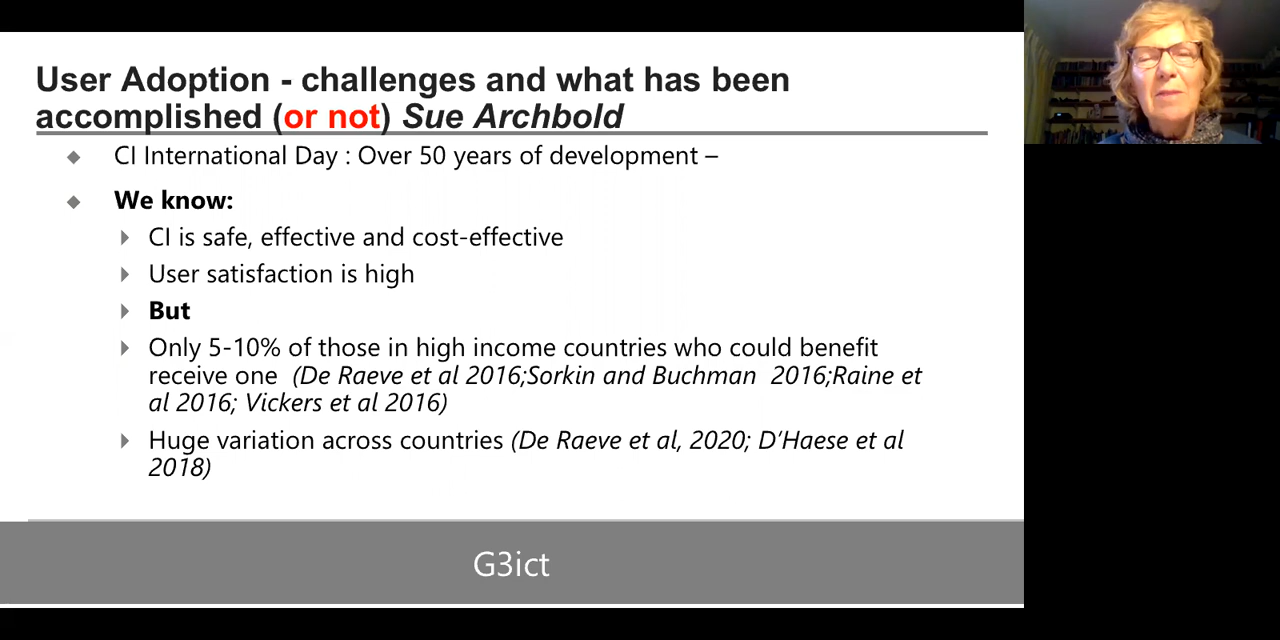 User Adoption - challenges and what has been
accomplished (or not) Sue Archbold
CI International Day : Over 50 years of development –
We know:
CI is safe, effective and cost-effective
User satisfaction is high
But
Only 5-10% of those in high income countries who could benefit
receive one (De Raeve et al 2016;Sorkin and Buchman 2016;Raine et
al 2016; Vickers et al 2016)
Huge variation across countries (De Raeve et al, 2020; D’Haese et al
2018)
G3ict